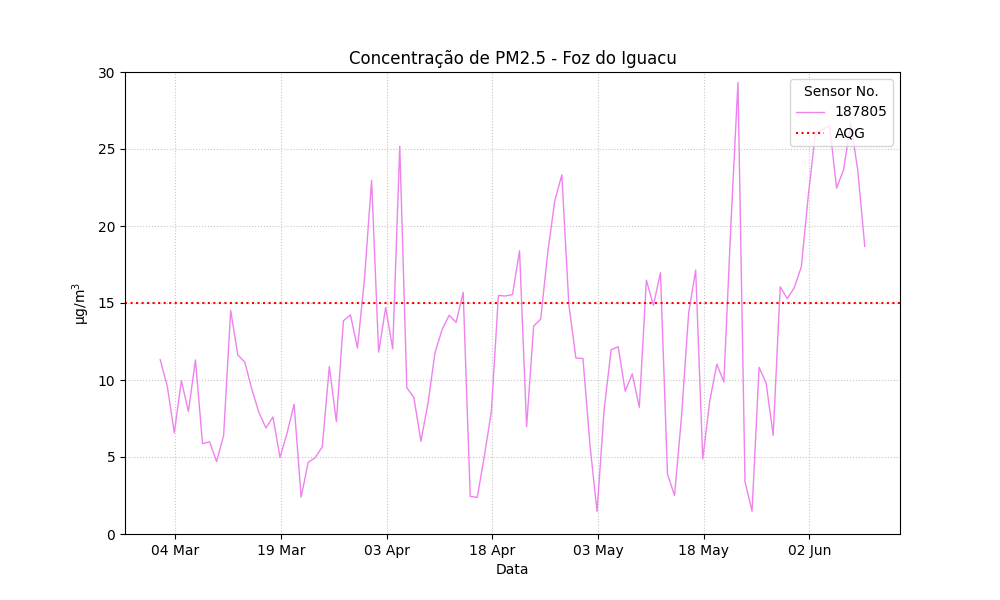 Concentração de PM2.5 - Foz do Iguacu
30
25
20
15
10
5
0
µg/m³
Sensor No.
187805
AQG
04 Mar
19 Mar
03 Apr
18 Apr
03 May
18 May
02 Jun
Data